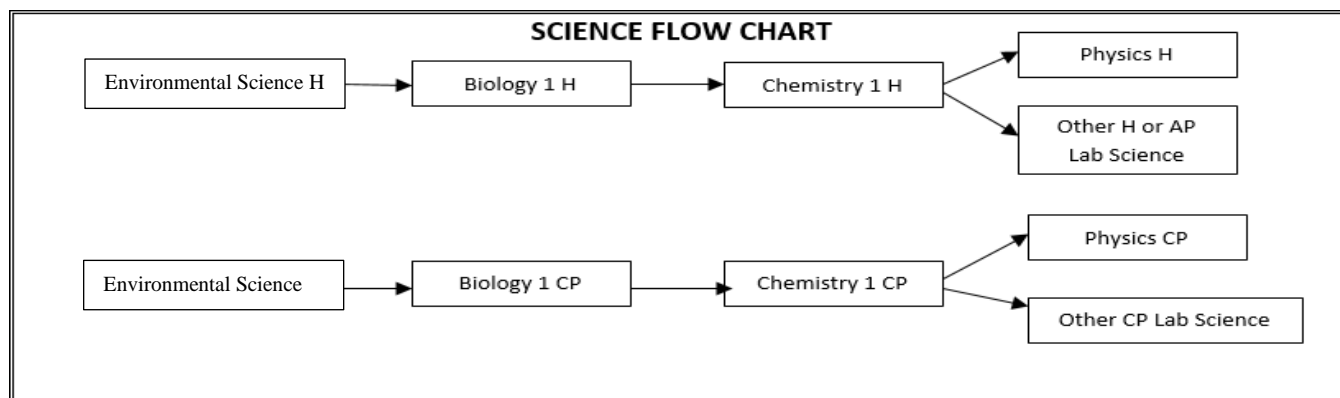 SCIENCE FLOW CHART
Environmental Science H
Biology 1 H
Chemistry 1 H
Physics H
Other H or AP
Lab Science
Environmental Science
Biology 1 CP
Chemistry 1 CP
Physics CP
Other CP Lab Science